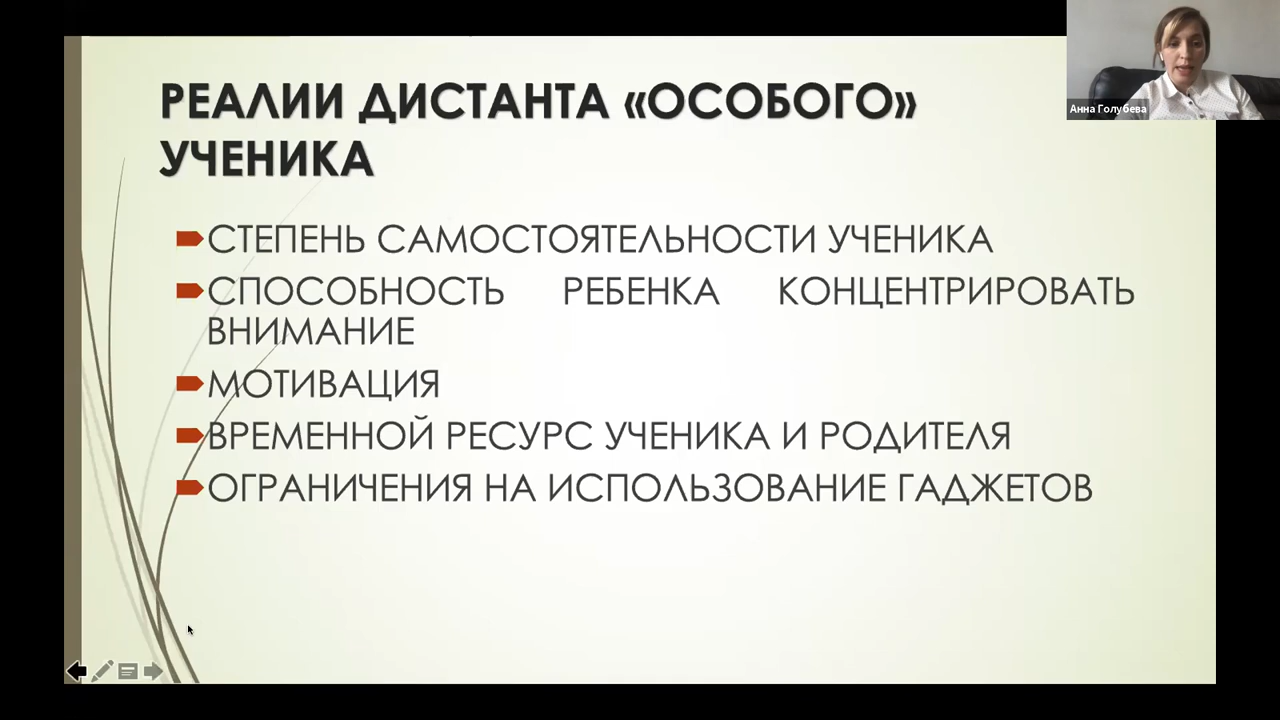 РЕАЛИИ ДИСТАНТА «ОСОБОГО»
УЧЕНИКА
СТЕПЕНЬ САМОСТОЯТЕЛЬНОСТИ УЧЕНИКА
СПОСОБНОСТЬ РЕБЕНКА КОНЦЕНТРИРОВАТЬ
ВНИМАНИЕ
МОТИВАЦИЯ
ВРЕМЕННОЙ РЕСУРС УЧЕНИКА И РОДИТЕЛЯ
ОГРАНИЧЕНИЯ НА ИСПОЛЬЗОВАНИЕ ГАДЖЕТОВ
Анна Голубева